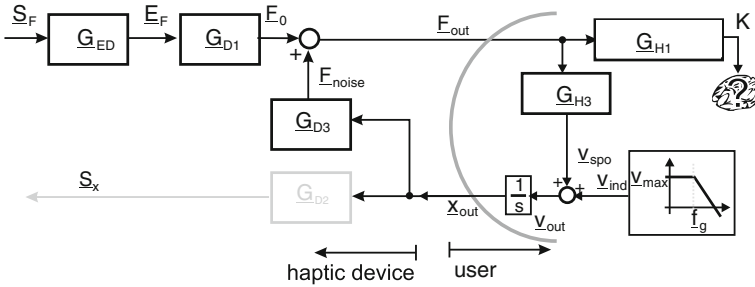 S_F
G_ED
E_F
G_D1
F_0
F_out
G_H1
K
?
+
F_noise
G_D3
G_H3
v_spo
+ +
v_ind
v_max
f_g
S_x
G_D2
x_out
1/s
v_out
haptic device
user